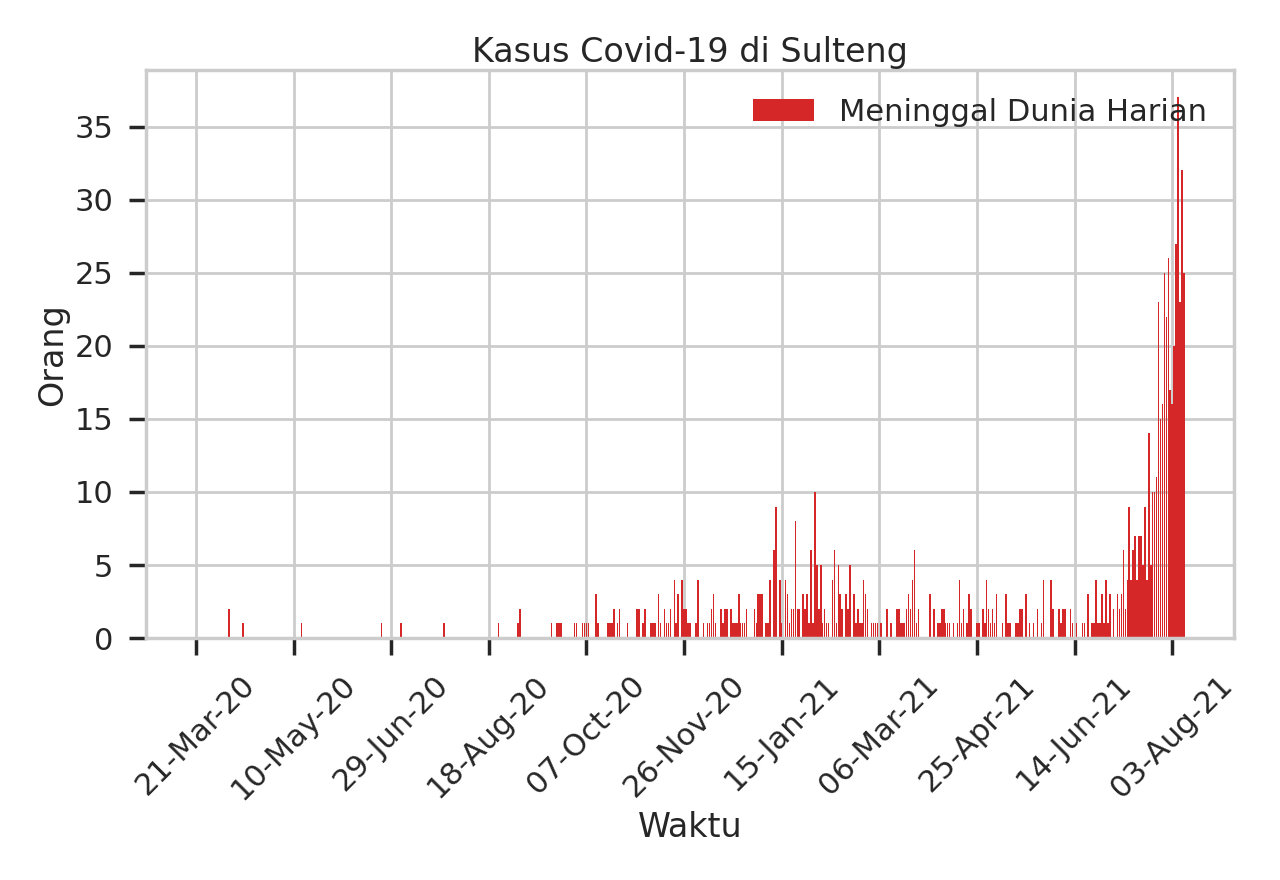 Kasus Covid-19 di Sulteng
Meninggal Dunia Harian
Orang
35
30
25
20
15
10
5
0
21-Mar-20
10-May-20
29-Jun-20
18-Aug-20
07-Oct-20
26-Nov-20
15-Jan-21
06-Mar-21
25-Apr-21
14-Jun-21
03-Aug-21
Waktu